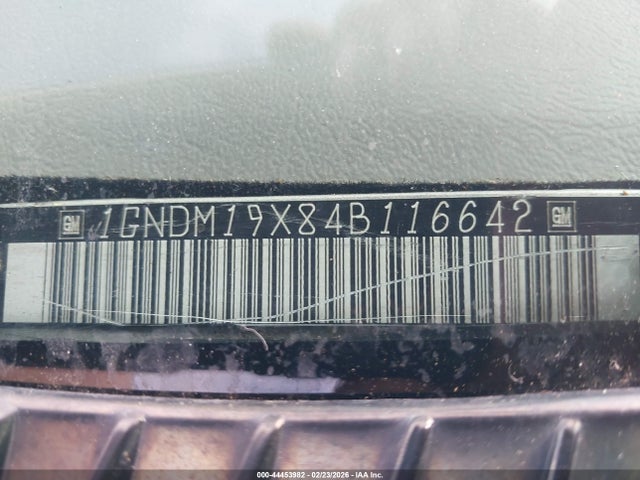 GM 1GNDM19X84B116642 GM
000-44453982 - 02/23/2026 - IAA Inc.